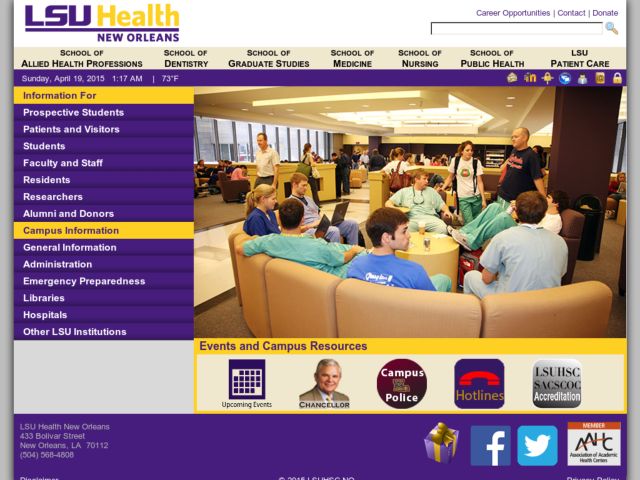 LSU Health
NEW ORLEANS
Career Opportunities | Contact | Donate
SCHOOL OF
ALLIED HEALTH PROFESSIONS
SCHOOL OF
DENTISTRY
SCHOOL OF
GRADUATE STUDIES
SCHOOL OF
MEDICINE
SCHOOL OF
NURSING
SCHOOL OF
PUBLIC HEALTH
LSU
PATIENT CARE
Sunday, April 19, 2015 1:17 AM | 73°F
Information For
Prospective Students
Patients and Visitors
Students
Faculty and Staff
Residents
Researchers
Alumni and Donors
Campus Information
General Information
Administration
Emergency Preparedness
Libraries
Hospitals
Other LSU Institutions
Events and Campus Resources
Upcoming Events
CHANCELLOR
Campus
Police
Hotlines
LSUHSC
SACSCOC
Accreditation
LSU Health New Orleans
433 Bolivar Street
New Orleans, LA 70112
(504) 568-4808
MEMBER
AAHC
Association of Academic
Health Centers
Disclaimer
© 2015 LSUHSC NO
Privacy Policy